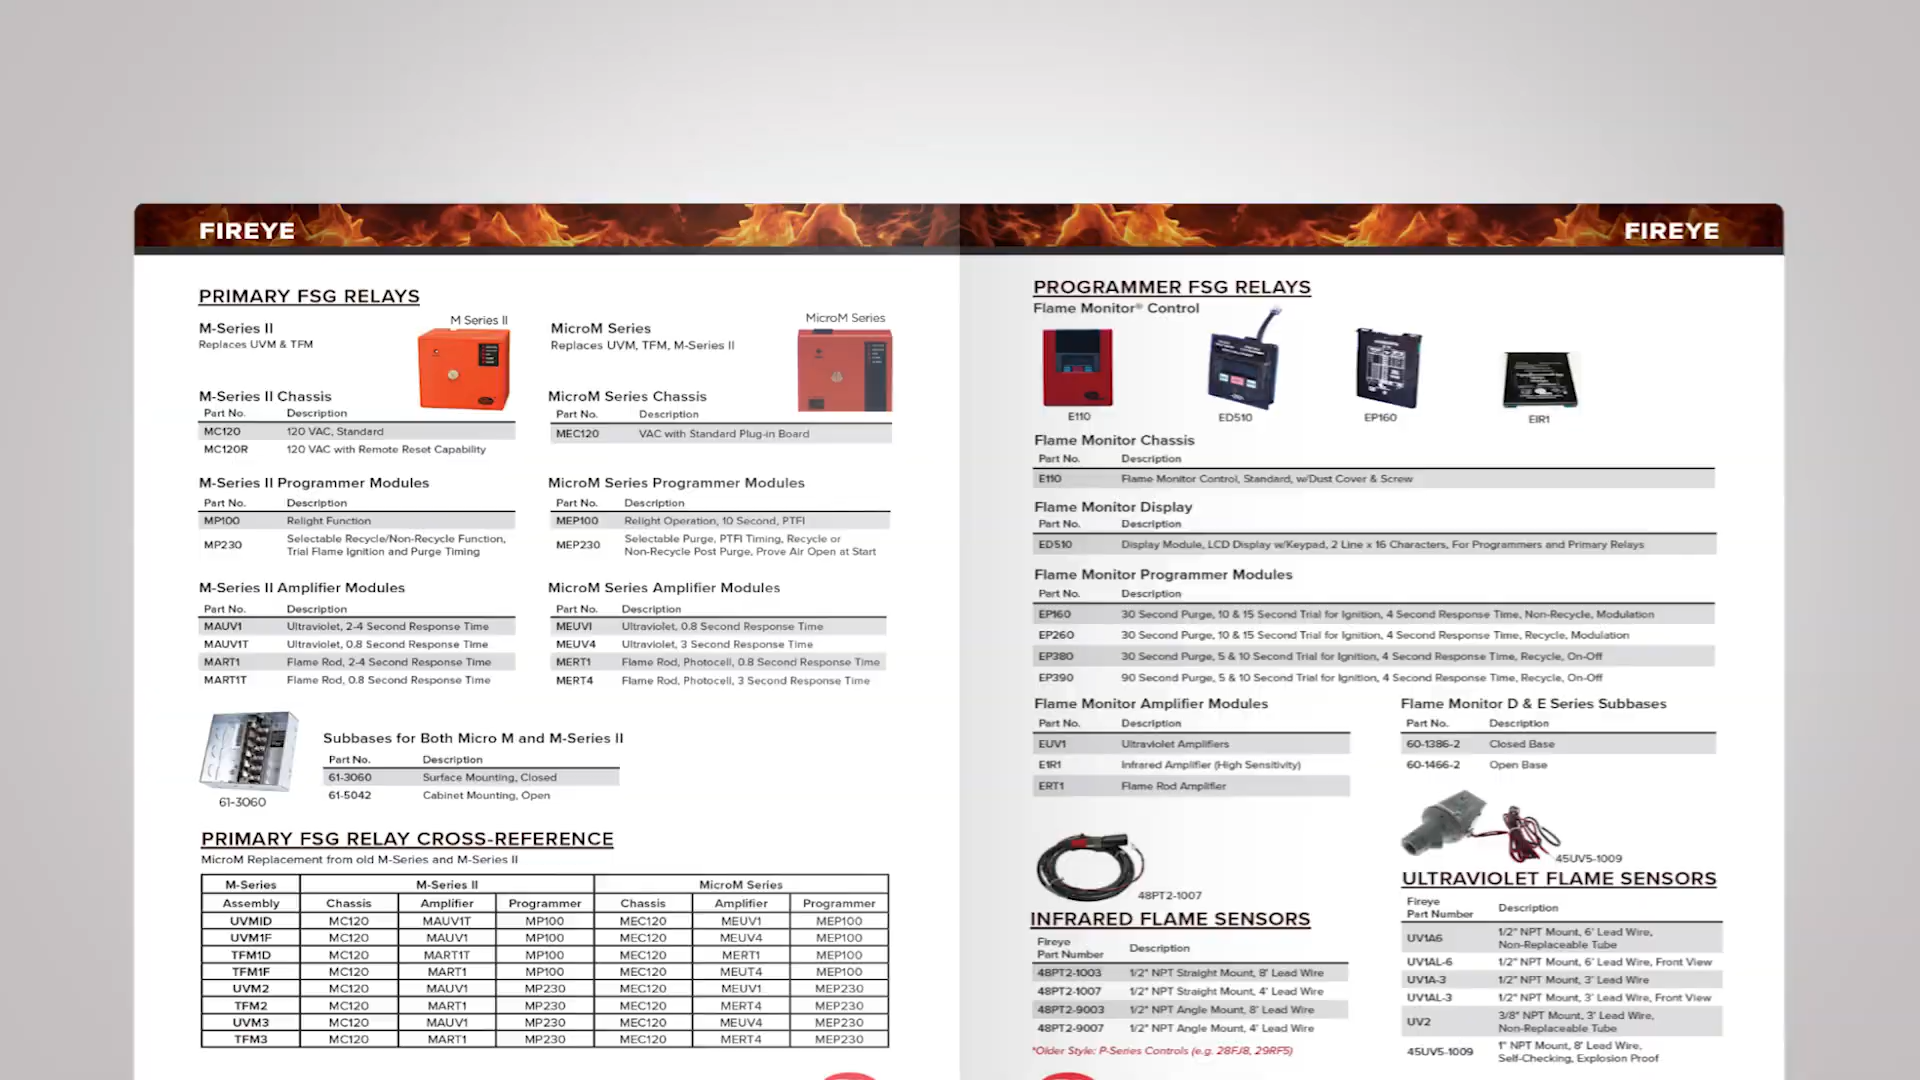 FIREYE
PRIMARY FSG RELAYS
M-Series II
Replaces UVM & TFM
M Series II
M-Series II Chassis
Part No. Description
MC120 120 VAC, Standard
MC120R 120 VAC with Remote Reset Capability
M-Series II Programmer Modules
Part No. Description
MP100 Relight Function
MP230 Selectable Recycle/Non-Recycle Function,
Trial Flame Ignition and Purge Timing
M-Series II Amplifier Modules
Part No. Description
MAUV1 Ultraviolet, 2-4 Second Response Time
MAUV1T Ultraviolet, 0.8 Second Response Time
MART1 Flame Rod, 2-4 Second Response Time
MART1T Flame Rod, 0.8 Second Response Time
MicroM Series
Replaces UVM, TFM, M-Series II
MicroM Series
MicroM Series Chassis
Part No. Description
MEC120 VAC with Standard Plug-in Board
MicroM Series Programmer Modules
Part No. Description
MEP100 Relight Operation, 10 Second, PTFI
MEP230 Selectable Purge, PTFI Timing, Recycle or
Non-Recycle Post Purge, Prove Air Open at Start
MicroM Series Amplifier Modules
Part No. Description
MEUVI Ultraviolet, 0.8 Second Response Time
MEUV4 Ultraviolet, 3 Second Response Time
MERT1 Flame Rod, Photocell, 0.8 Second Response Time
MERT4 Flame Rod, Photocell, 3 Second Response Time
61-3060
Subbases for Both Micro M and M-Series II
Part No. Description
61-3060 Surface Mounting, Closed
61-5042 Cabinet Mounting, Open
PRIMARY FSG RELAY CROSS-REFERENCE
MicroM Replacement from old M-Series and M-Series II
M-Series M-Series II MicroM Series
Assembly Chassis Amplifier Programmer Chassis Amplifier Programmer
UVMID MC120 MAUV1T MP100 MEC120 MEUV1 MEP100
UVM1F MC120 MAUV1 MP100 MEC120 MEUV4 MEP100
TFM1D MC120 MART1T MP100 MEC120 MERT1 MEP100
TFM1F MC120 MART1 MP100 MEC120 MEUT4 MEP100
UVM2 MC120 MAUV1 MP230 MEC120 MEUV1 MEP230
TFM2 MC120 MART1 MP230 MEC120 MERT4 MEP230
UVM3 MC120 MAUV1 MP230 MEC120 MEUV4 MEP230
TFM3 MC120 MART1 MP230 MEC120 MERT4 MEP230
FIREYE
PROGRAMMER FSG RELAYS
Flame Monitor® Control
E110 ED510 EP160 EIR1
Flame Monitor Chassis
Part No. Description
E110 Flame Monitor Control, Standard, w/Dust Cover & Screw
Flame Monitor Display
Part No. Description
ED510 Display Module, LCD Display w/Keypad, 2 Line x 16 Characters, For Programmers and Primary Relays
Flame Monitor Programmer Modules
Part No. Description
EP160 30 Second Purge, 10 & 15 Second Trial for Ignition, 4 Second Response Time, Non-Recycle, Modulation
EP260 30 Second Purge, 10 & 15 Second Trial for Ignition, 4 Second Response Time, Recycle, Modulation
EP380 30 Second Purge, 5 & 10 Second Trial for Ignition, 4 Second Response Time, Recycle, On-Off
EP390 90 Second Purge, 5 & 10 Second Trial for Ignition, 4 Second Response Time, Recycle, On-Off
Flame Monitor Amplifier Modules
Part No. Description
EUV1 Ultraviolet Amplifiers
E1R1 Infrared Amplifier (High Sensitivity)
ERT1 Flame Rod Amplifier
48PT2-1007
INFRARED FLAME SENSORS
Fireye
Part Number Description
48PT2-1003 1/2" NPT Straight Mount, 8' Lead Wire
48PT2-1007 1/2" NPT Straight Mount, 4' Lead Wire
48PT2-9003 1/2" NPT Angle Mount, 8' Lead Wire
48PT2-9007 1/2" NPT Angle Mount, 4' Lead Wire
*Older Style: P-Series Controls (e.g. 28FJ8, 29RF5)
Flame Monitor D & E Series Subbases
Part No. Description
60-1386-2 Closed Base
60-1466-2 Open Base
45UV5-1009
ULTRAVIOLET FLAME SENSORS
Fireye
Part Number Description
UV1A6 1/2" NPT Mount, 6' Lead Wire,
Non-Replaceable Tube
UV1AL-6 1/2" NPT Mount, 6' Lead Wire, Front View
UV1A-3 1/2" NPT Mount, 3' Lead Wire
UV1AL-3 1/2" NPT Mount, 3' Lead Wire, Front View
UV2 3/8" NPT Mount, 3' Lead Wire,
Non-Replaceable Tube
45UV5-1009 1" NPT Mount, 8' Lead Wire,
Self-Checking, Explosion Proof